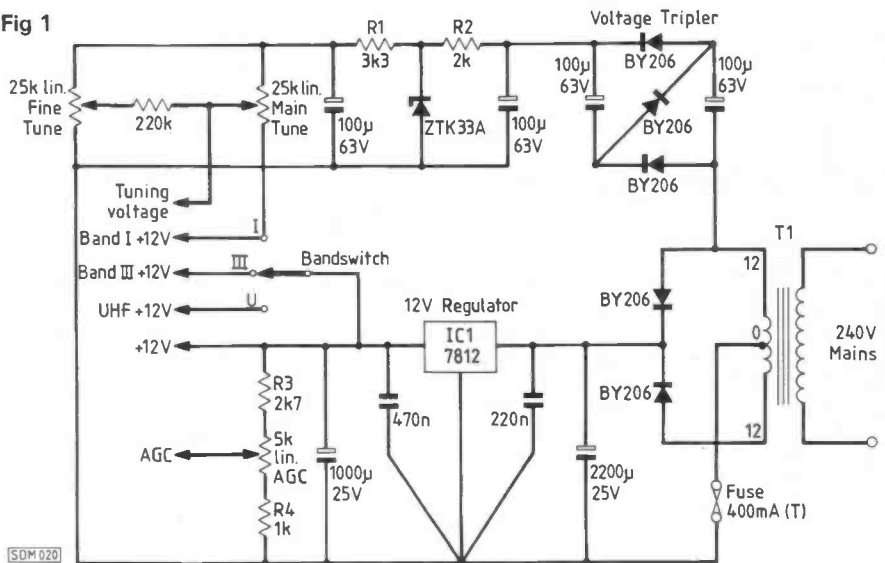 Fig 1
Voltage Tripler
R1
3k3
R2
2k
BY206
100µ
63V
100µ
63V
BY206
BY206
25k lin.
Fine
Tune
220k
25k lin.
Main
Tune
100µ
63V
ZTK33A
100µ
63V
Tuning
voltage
Band I +12V
I
Band III +12V
III
Bandswitch
UHF +12V
U
+12V
12V Regulator
IC1
7812
BY206
BY206
T1
12
0
12
240V
Mains
R3
2k7
AGC
5k
lin.
AGC
R4
1k
1000µ
25V
470n
220n
2200µ
25V
Fuse
400mA (T)
SOM 020